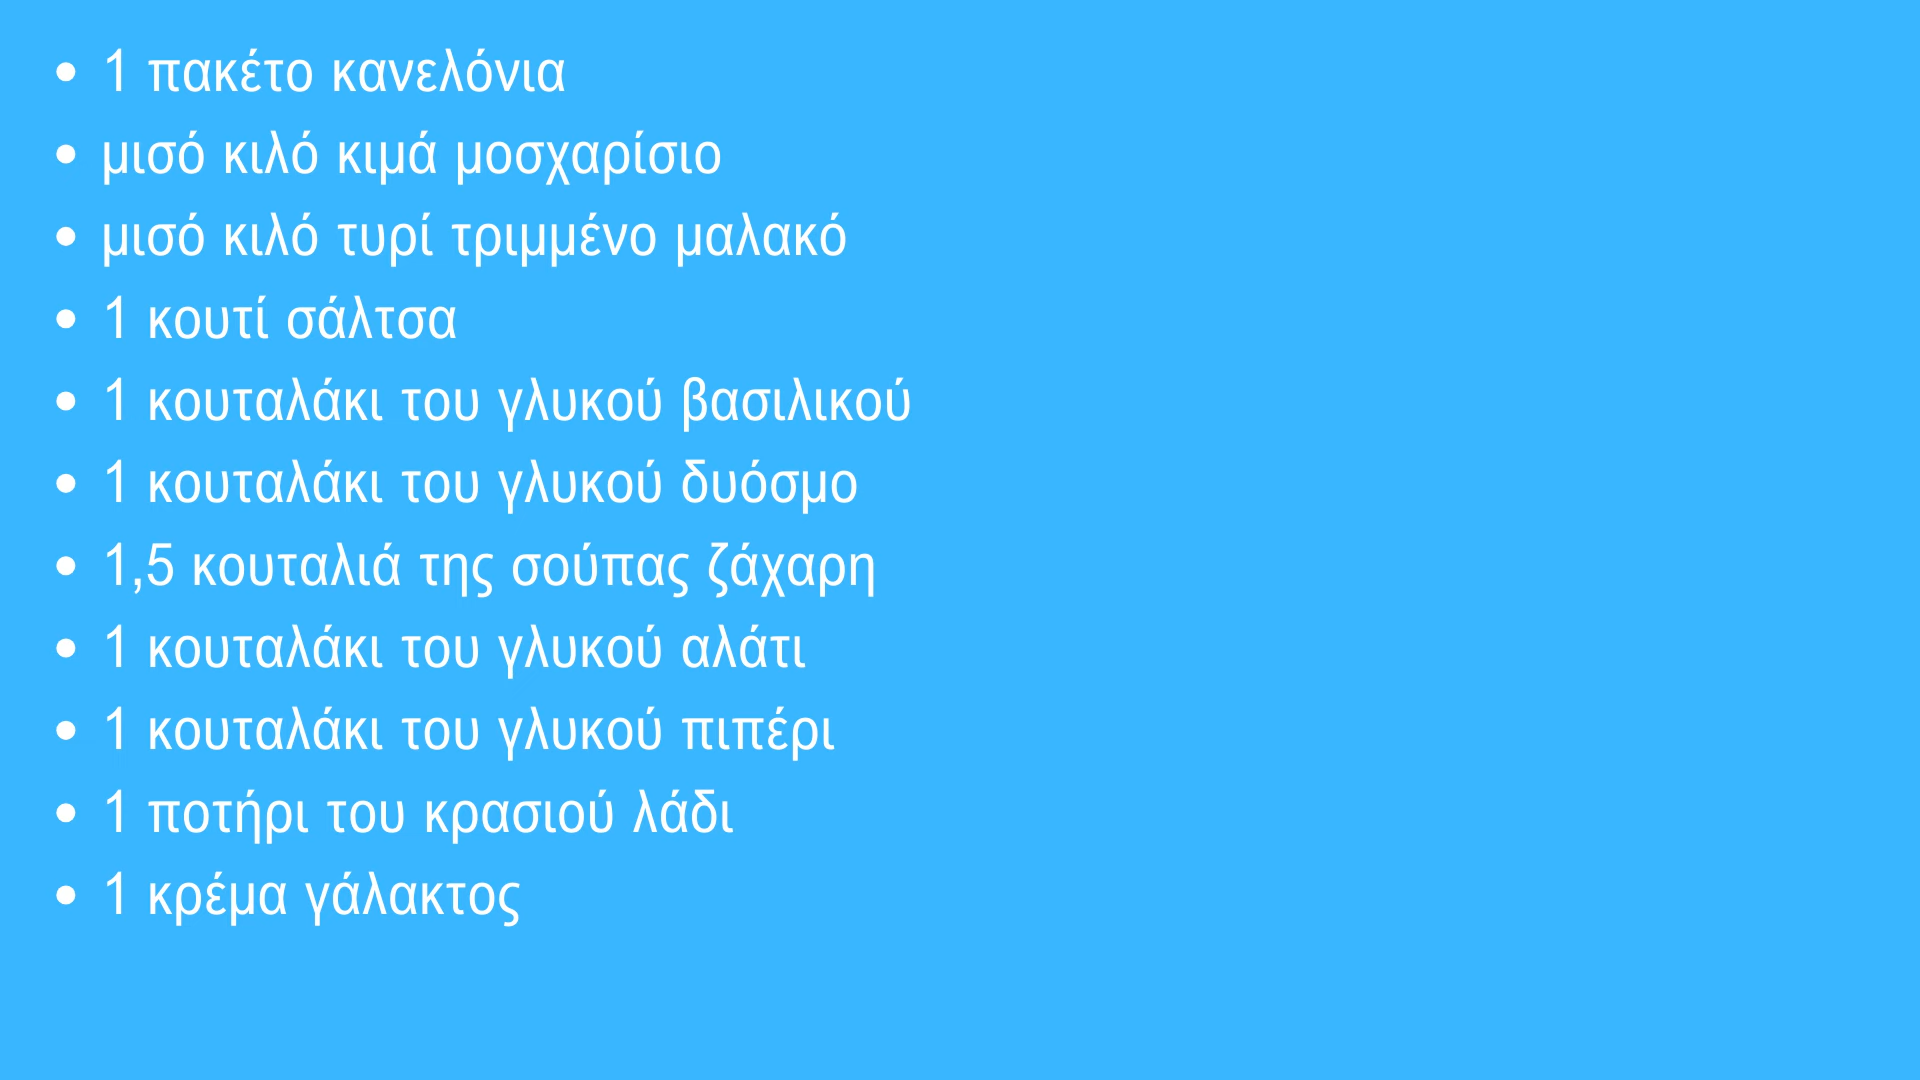 • 1 πακέτο κανελόνια
• μισό κιλό κιμά μοσχαρίσιο
• μισό κιλό τυρί τριμμένο μαλακό
• 1 κουτί σάλτσα
• 1 κουταλάκι του γλυκού βασιλικού
• 1 κουταλάκι του γλυκού δυόσμο
• 1,5 κουταλιά της σούπας ζάχαρη
• 1 κουταλάκι του γλυκού αλάτι
• 1 κουταλάκι του γλυκού πιπέρι
• 1 ποτήρι του κρασιού λάδι
• 1 κρέμα γάλακτος